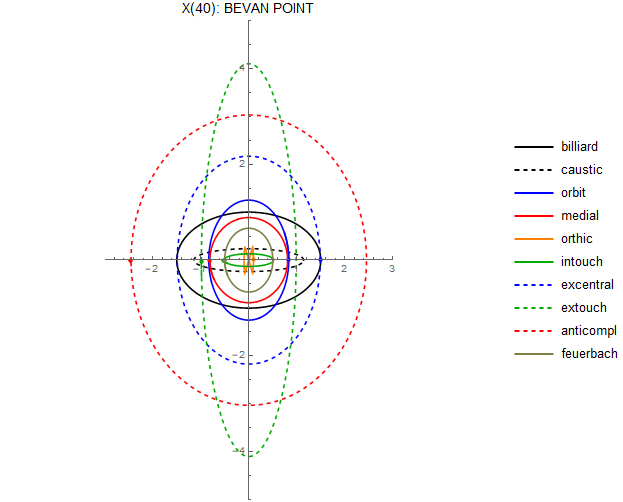 X(40): BEVAN POINT
4
2
-2
-1
2
3
-2
-4
billiard
caustic
orbit
medial
orthic
intouch
excentral
extouch
anticompl
feuerbach